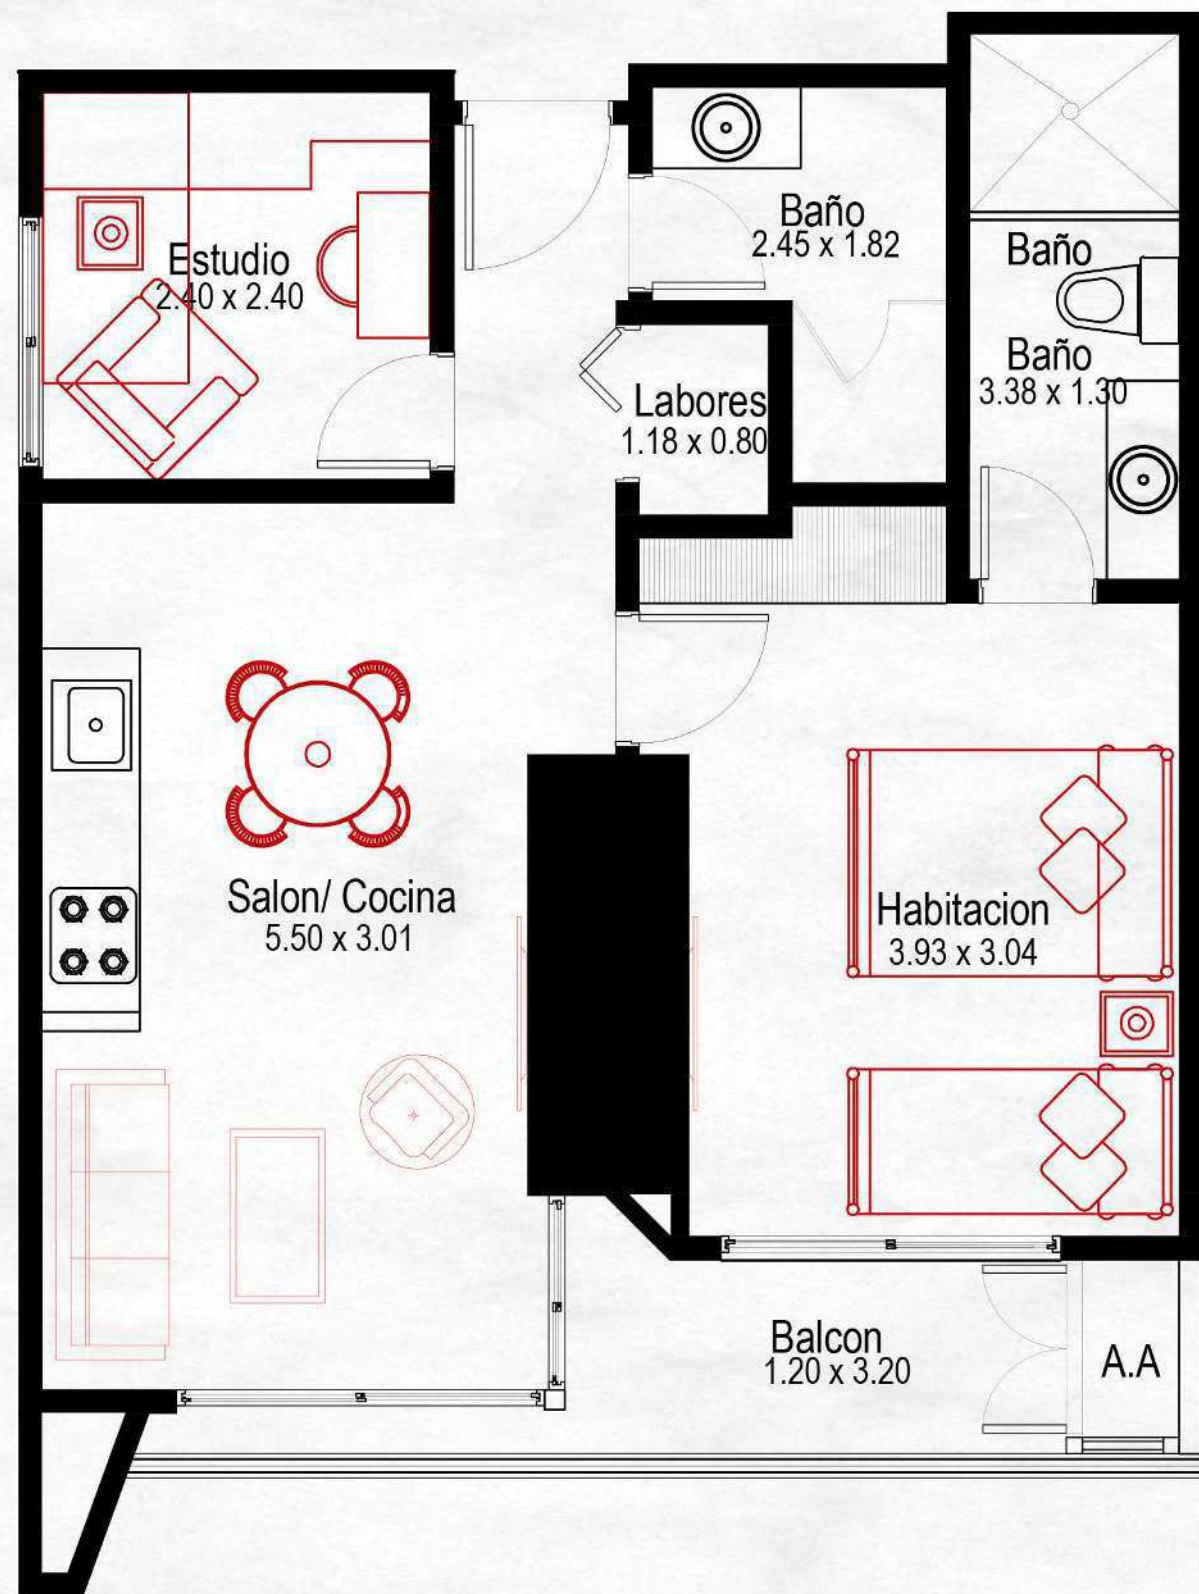 Baño
2.45 x 1.82
Baño
Estudio
2.40 x 2.40
Baño
3.38 x 1.30
Labores
1.18 x 0.80
Salon/ Cocina
5.50 x 3.01
Habitacion
3.93 x 3.04
Balcon
1.20 x 3.20
A.A